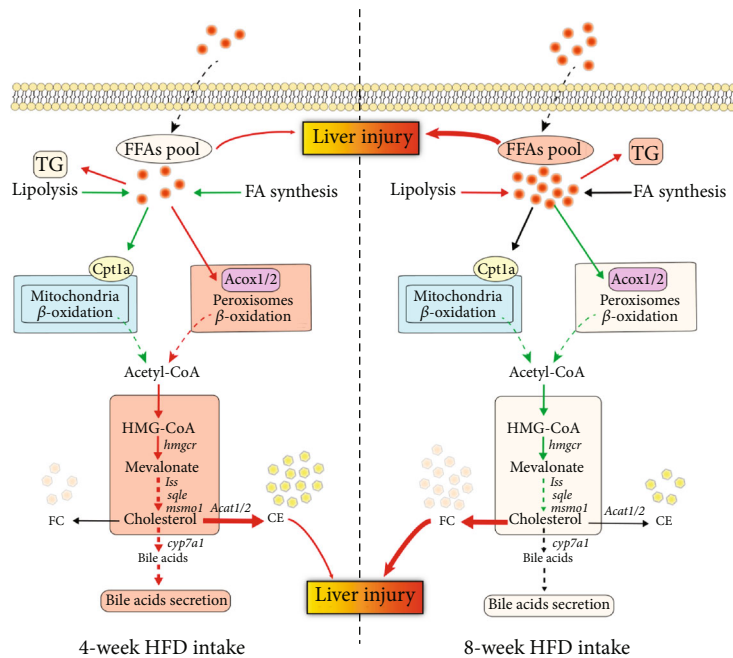 Liver injury
FFAs pool
TG
Lipolysis
FA synthesis
Cpt1a
Mitochondria
β-oxidation
Acox1/2
Peroxisomes
β-oxidation
Acetyl-CoA
HMG-CoA
hmgcr
Mevalonate
lss
sqle
msmo1
FC
Cholesterol
Acat1/2
CE
cyp7a1
Bile acids
Bile acids secretion
4-week HFD intake
FFAs pool
TG
Lipolysis
FA synthesis
Cpt1a
Mitochondria
β-oxidation
Acox1/2
Peroxisomes
β-oxidation
Acetyl-CoA
HMG-CoA
hmgcr
Mevalonate
lss
sqle
msmo1
FC
Cholesterol
Acat1/2
CE
cyp7a1
Bile acids
Liver injury
Bile acids secretion
8-week HFD intake